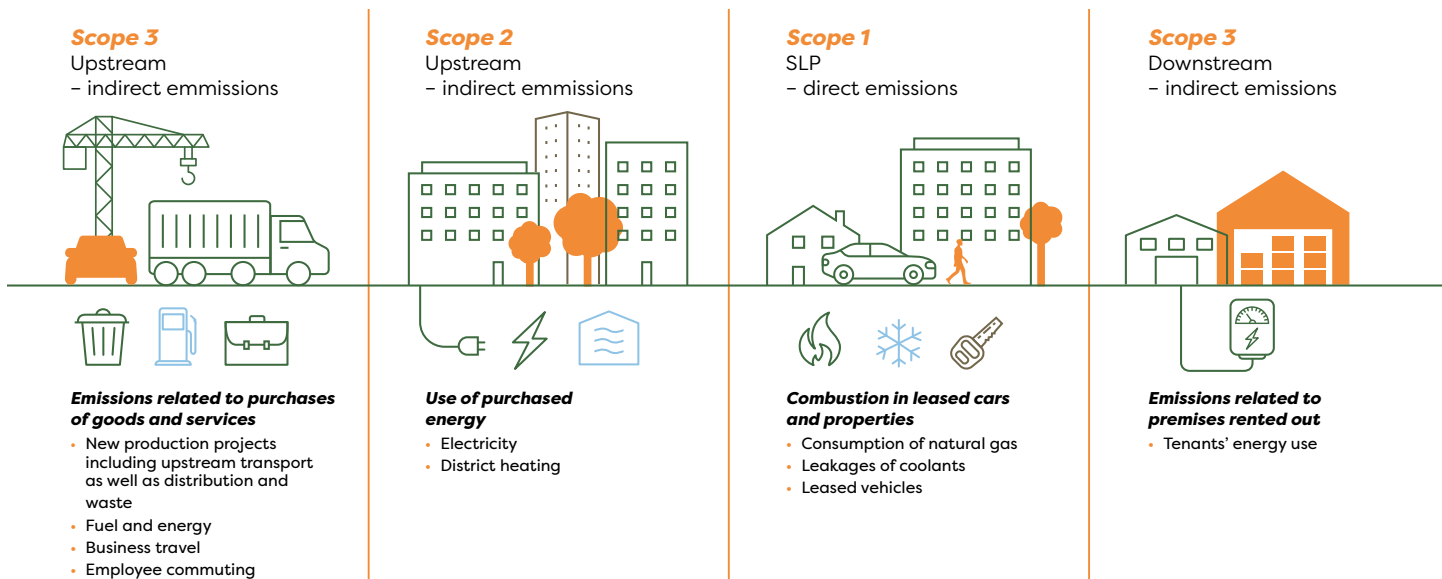 Scope 3
Upstream
– indirect emmissions
Emissions related to purchases
of goods and services
• New production projects
including upstream transport
as well as distribution and
waste
• Fuel and energy
• Business travel
• Employee commuting
Scope 2
Upstream
– indirect emmissions
Use of purchased
energy
• Electricity
• District heating
Scope 1
SLP
– direct emissions
Combustion in leased cars
and properties
• Consumption of natural gas
• Leakages of coolants
• Leased vehicles
Scope 3
Downstream
– indirect emissions
Emissions related to
premises rented out
• Tenants’ energy use